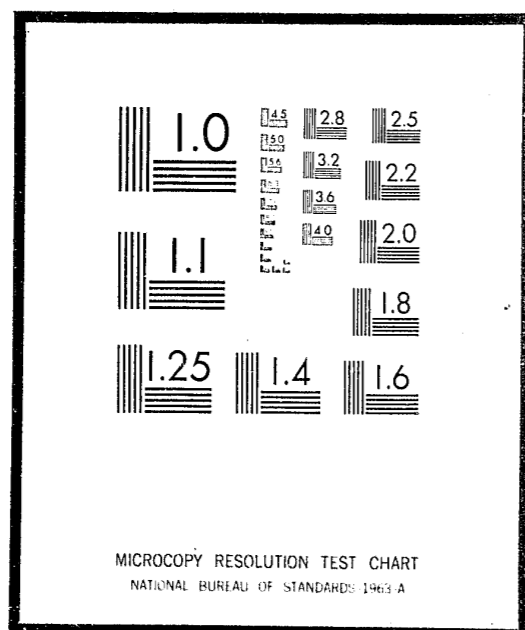 1.0
4.5 2.8 2.5
5.0
5.6 3.2 2.2
3.6
4.0 2.0
1.1
1.8
1.25 1.4 1.6
MICROCOPY RESOLUTION TEST CHART
NATIONAL BUREAU OF STANDARDS-1963-A